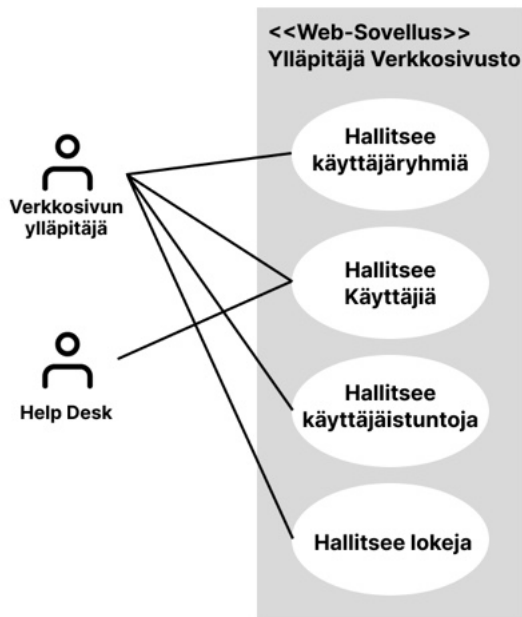 <<Web-Sovellus>>
Ylläpitäjä Verkkosivusto
Hallitsee
käyttäjäryhmiä
Verkkosivun
ylläpitäjä
Hallitsee
Käyttäjiä
Help Desk
Hallitsee
käyttäjäistuntoja
Hallitsee lokeja